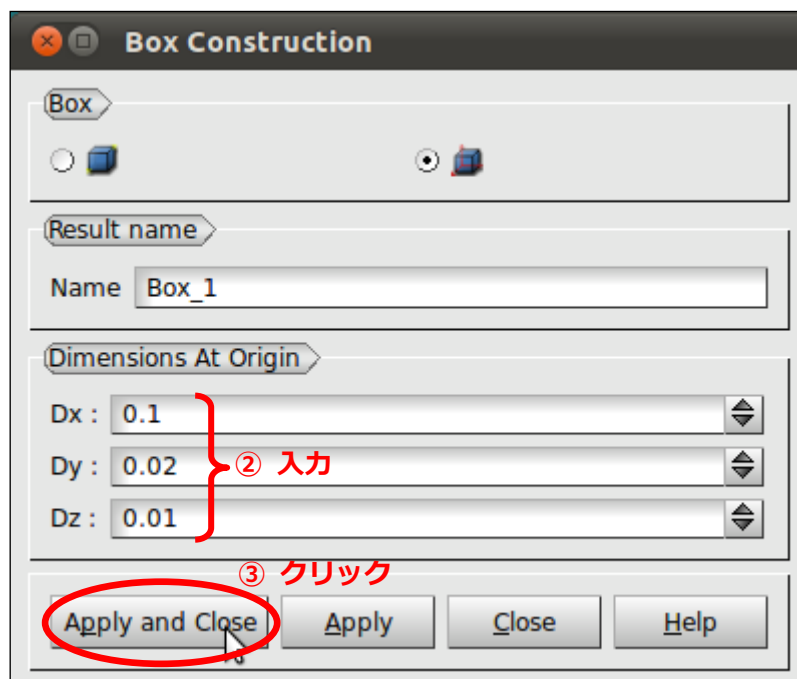 Box Construction
Box
Result name
Name Box_1
Dimensions At Origin
Dx : 0.1
Dy : 0.02
② 入力
Dz : 0.01
③ クリック
Apply and Close Apply Close Help